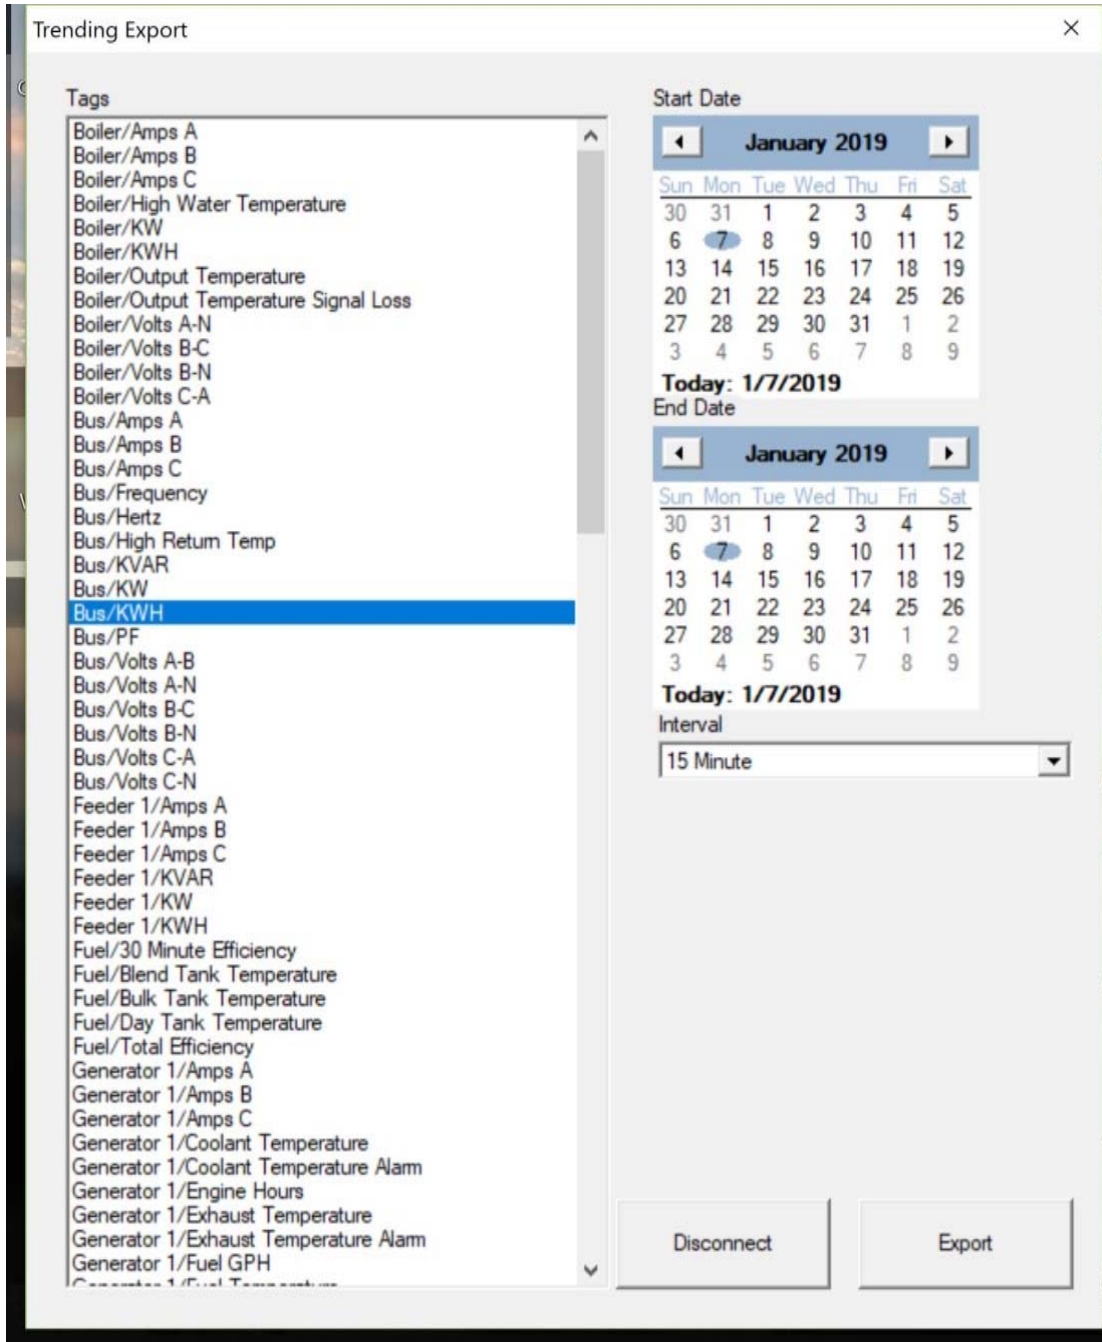 Trending Export
Tags
Boiler/Amps A
Boiler/Amps B
Boiler/Amps C
Boiler/High Water Temperature
Boiler/KW
Boiler/KWH
Boiler/Output Temperature
Boiler/Output Temperature Signal Loss
Boiler/Volts A-N
Boiler/Volts B-C
Boiler/Volts B-N
Boiler/Volts C-A
Bus/Amps A
Bus/Amps B
Bus/Amps C
Bus/Frequency
Bus/Hertz
Bus/High Return Temp
Bus/KVAR
Bus/KW
Bus/KWH
Bus/PF
Bus/Volts A-B
Bus/Volts A-N
Bus/Volts B-C
Bus/Volts B-N
Bus/Volts C-A
Bus/Volts C-N
Feeder 1/Amps A
Feeder 1/Amps B
Feeder 1/Amps C
Feeder 1/KVAR
Feeder 1/KW
Feeder 1/KWH
Fuel/30 Minute Efficiency
Fuel/Blend Tank Temperature
Fuel/Bulk Tank Temperature
Fuel/Day Tank Temperature
Fuel/Total Efficiency
Generator 1/Amps A
Generator 1/Amps B
Generator 1/Amps C
Generator 1/Coolant Temperature
Generator 1/Coolant Temperature Alarm
Generator 1/Engine Hours
Generator 1/Exhaust Temperature
Generator 1/Exhaust Temperature Alarm
Generator 1/Fuel GPH
Generator 1/Fuel Temperature
Start Date
January 2019
Sun Mon Tue Wed Thu Fri Sat
30 31 1 2 3 4 5
6 7 8 9 10 11 12
13 14 15 16 17 18 19
20 21 22 23 24 25 26
27 28 29 30 31 1 2
3 4 5 6 7 8 9
Today: 1/7/2019
End Date
January 2019
Sun Mon Tue Wed Thu Fri Sat
30 31 1 2 3 4 5
6 7 8 9 10 11 12
13 14 15 16 17 18 19
20 21 22 23 24 25 26
27 28 29 30 31 1 2
3 4 5 6 7 8 9
Today: 1/7/2019
Interval
15 Minute
Disconnect
Export